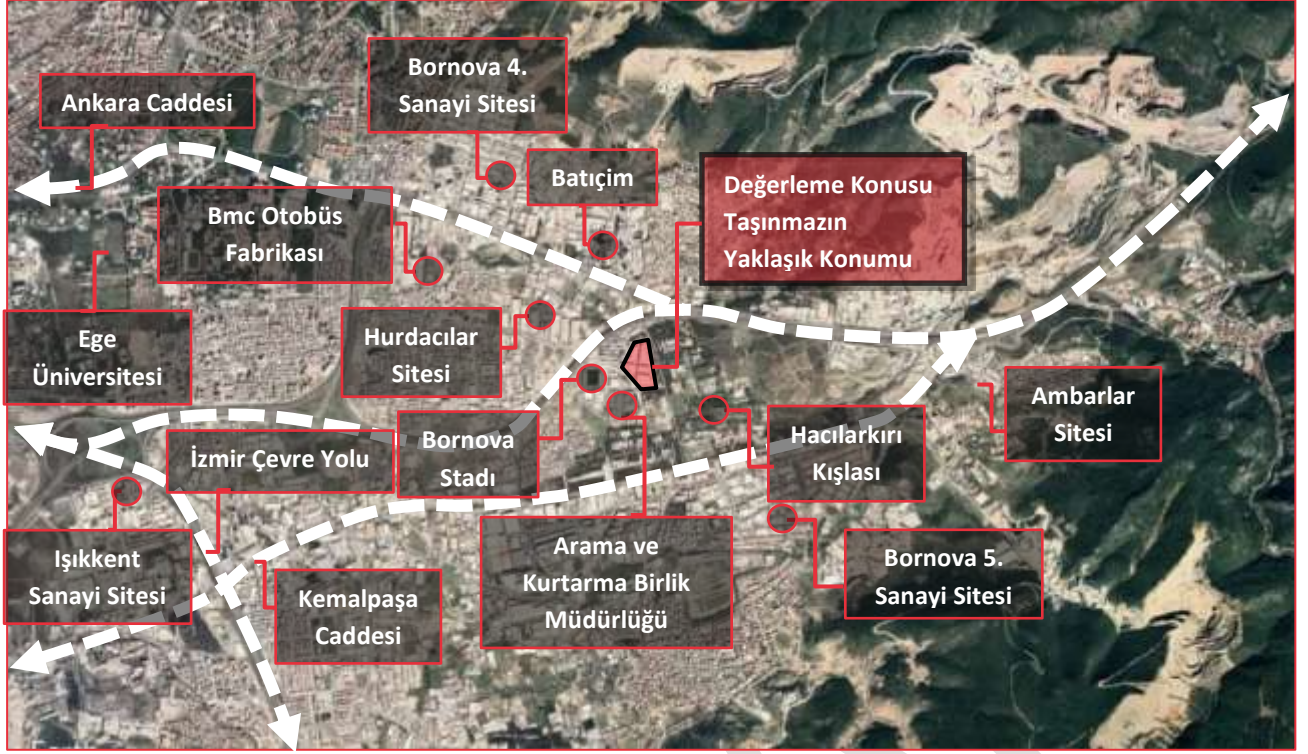 Ankara Caddesi
Bornova 4.
Sanayi Sitesi
Batıçim
Değerleme Konusu
Taşınmazın
Yaklaşık Konumu
Bmc Otobüs
Fabrikası
Ege
Üniversitesi
Hurdacılar
Sitesi
Ambarlar
Sitesi
Bornova
Stadı
Hacılarkırı
Kışlası
İzmir Çevre Yolu
Işıkkent
Sanayi Sitesi
Kemalpaşa
Caddesi
Arama ve
Kurtarma Birlik
Müdürlüğü
Bornova 5.
Sanayi Sitesi